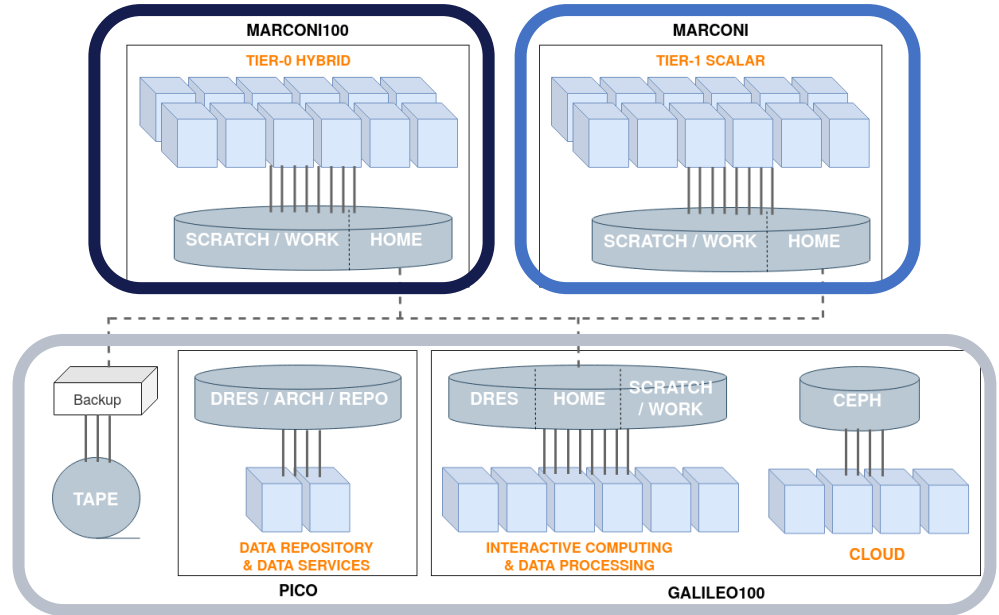 MARCONI100
TIER-0 HYBRID
SCRATCH / WORK
HOME
MARCONI
TIER-1 SCALAR
SCRATCH / WORK
HOME
Backup
TAPE
DRES / ARCH / REPO
DATA REPOSITORY
& DATA SERVICES
PICO
DRES
HOME
SCRATCH
/ WORK
INTERACTIVE COMPUTING
& DATA PROCESSING
CEPH
CLOUD
GALILEO100